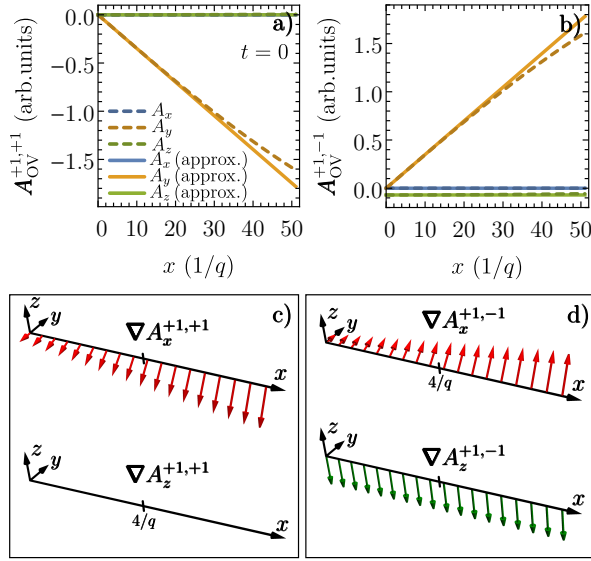 a)
t = 0
0.0
−0.5
−1.0
−1.5
A_OV^{+1,+1} (arb.units)
A_x
A_y
A_z
A_x (approx.)
A_y (approx.)
A_z (approx.)
0 10 20 30 40 50
x (1/q)
b)
1.5
1.0
0.5
0.0
A_OV^{+1,−1} (arb.units)
0 10 20 30 40 50
x (1/q)
c)
z
y
∇A_x^{+1,+1}
x
4/q
z
y
∇A_z^{+1,+1}
x
4/q
d)
z
y
∇A_x^{+1,−1}
x
4/q
z
y
∇A_z^{+1,−1}
x
4/q